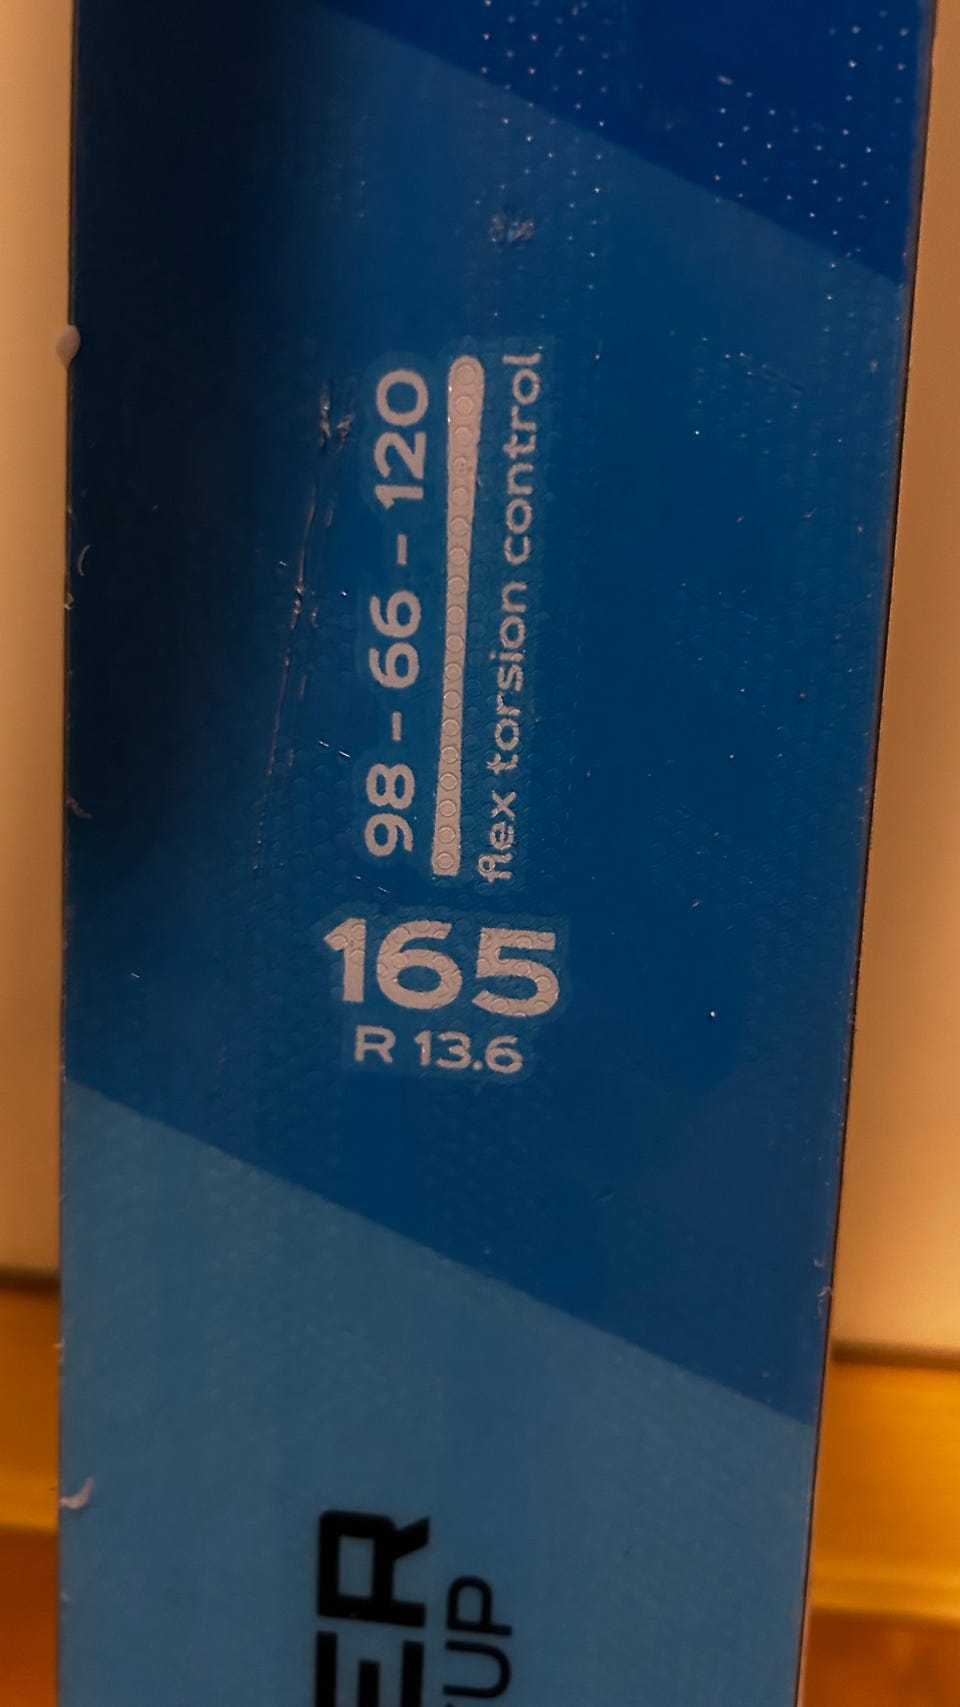 98 - 66 - 120
flex torsion control
165
R 13.6
ER
UP